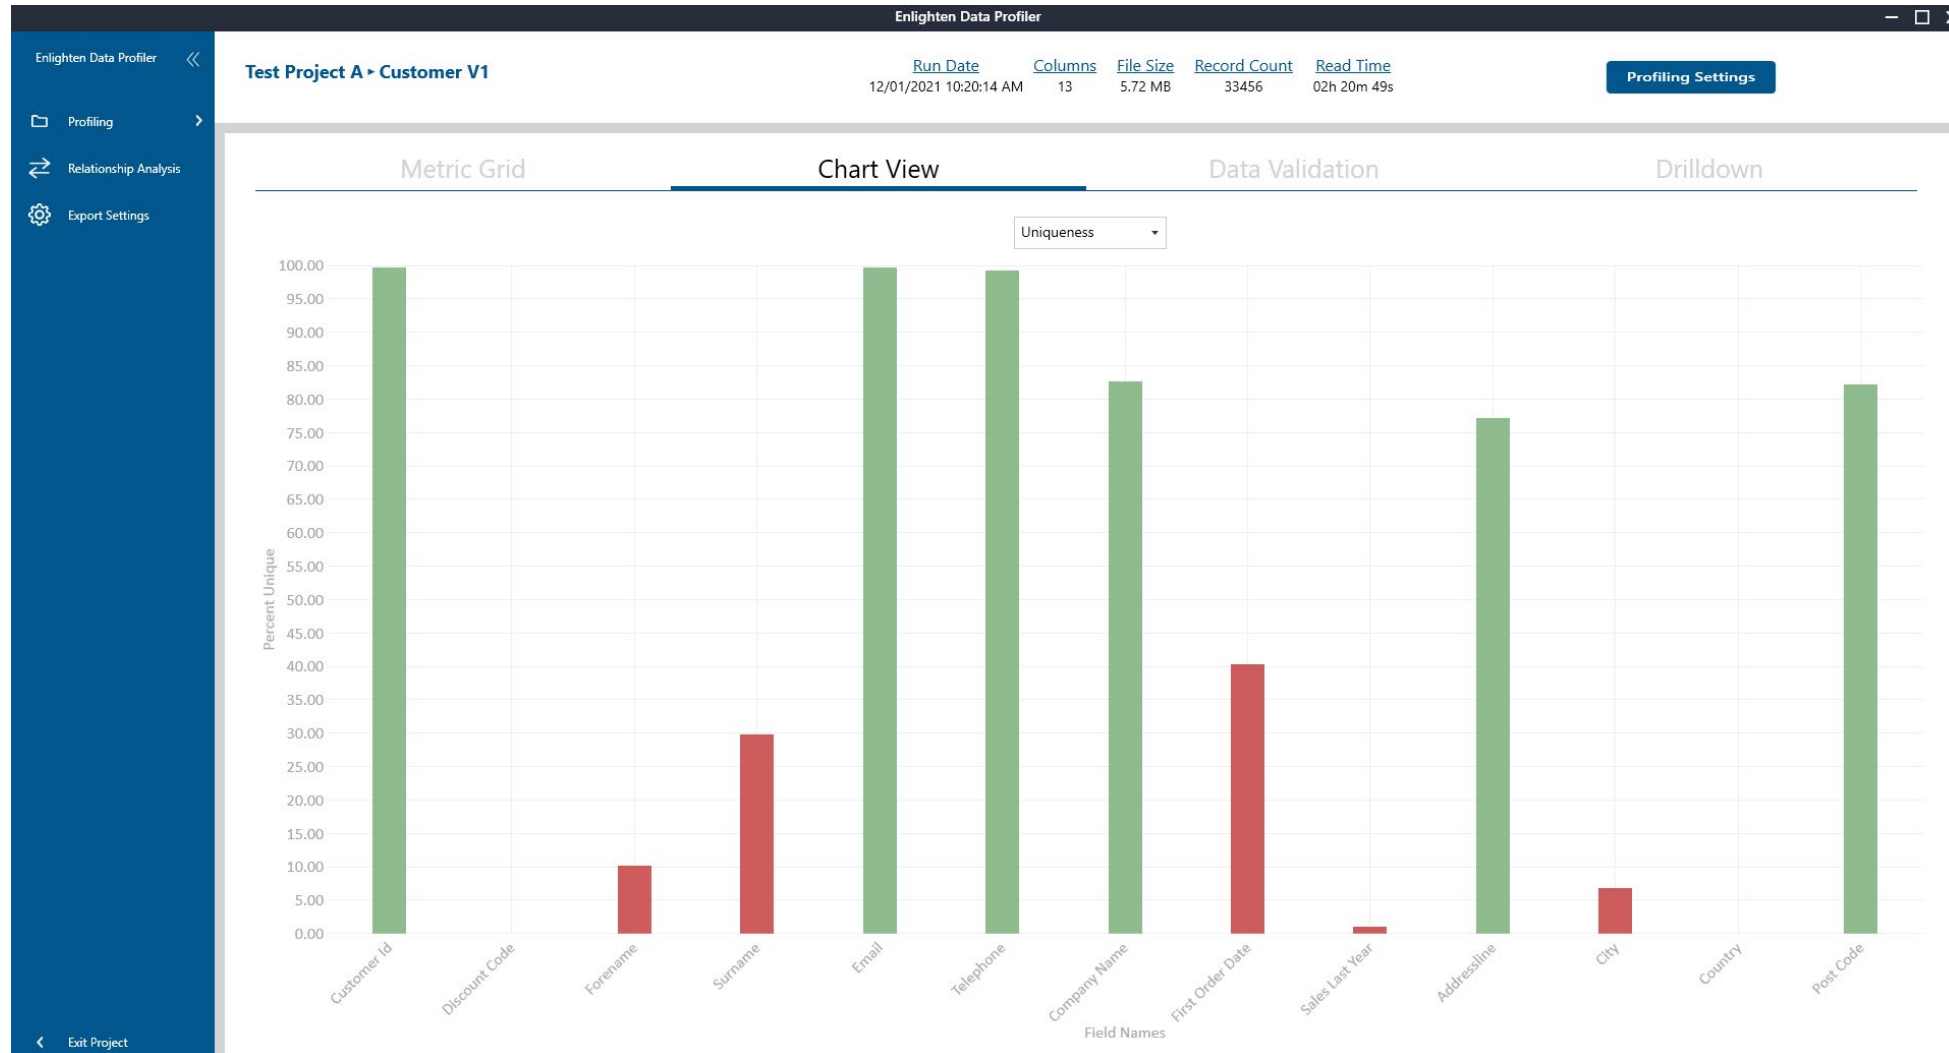 Enlighten Data Profiler
Enlighten Data Profiler
Profiling
Relationship Analysis
Export Settings
Exit Project
Test Project A ▸ Customer V1
Run Date Columns File Size Record Count Read Time
12/01/2021 10:20:14 AM 13 5.72 MB 33456 02h 20m 49s
Profiling Settings
Metric Grid Chart View Data Validation Drilldown
Uniqueness
Percent Unique
100.00
95.00
90.00
85.00
80.00
75.00
70.00
65.00
60.00
55.00
50.00
45.00
40.00
35.00
30.00
25.00
20.00
15.00
10.00
5.00
0.00
Customer Id
Discount Code
Forename
Surname
Email
Telephone
Company Name
First Order Date
Sales Last Year
Addressline
City
Country
Post Code
Field Names